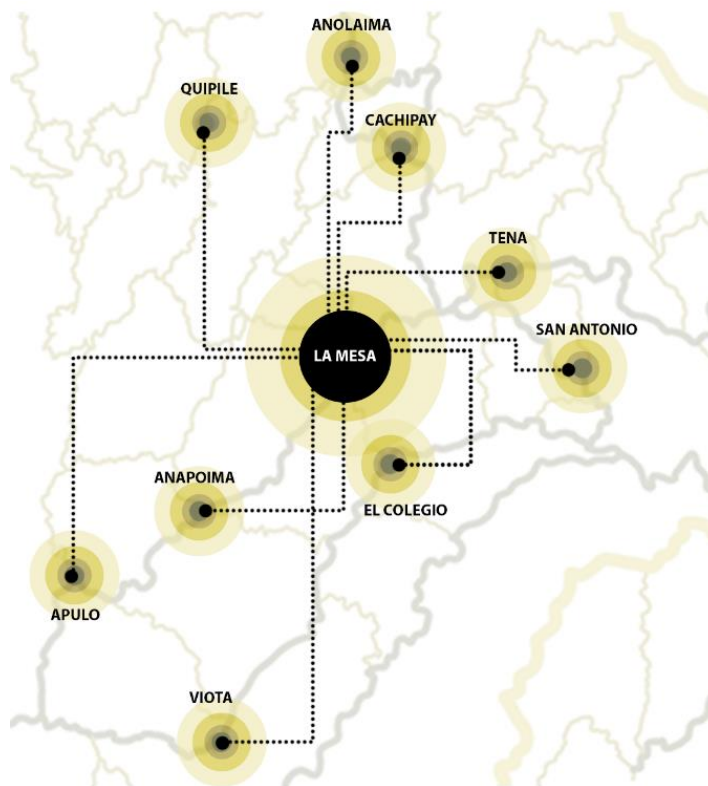 ANOLAIMA
QUIPILE
CACHIPAY
TENA
SAN ANTONIO
LA MESA
ANAPOIMA
EL COLEGIO
APULO
VIOTA